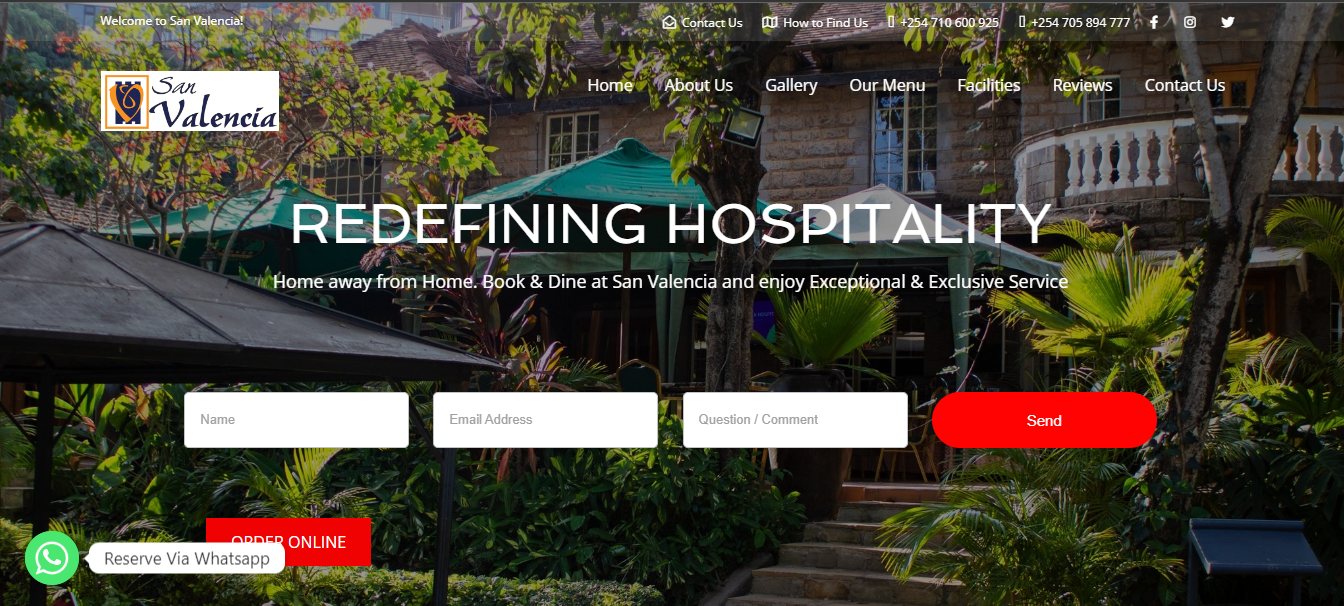 Welcome to San Valencia!
Contact Us How to Find Us +254 710 600 925 +254 705 894 777
San
Valencia
Home About Us Gallery Our Menu Facilities Reviews Contact Us
REDEFINING HOSPITALITY
Home away from Home. Book & Dine at San Valencia and enjoy Exceptional & Exclusive Service
Name Email Address Question / Comment Send
ORDER ONLINE
Reserve Via Whatsapp